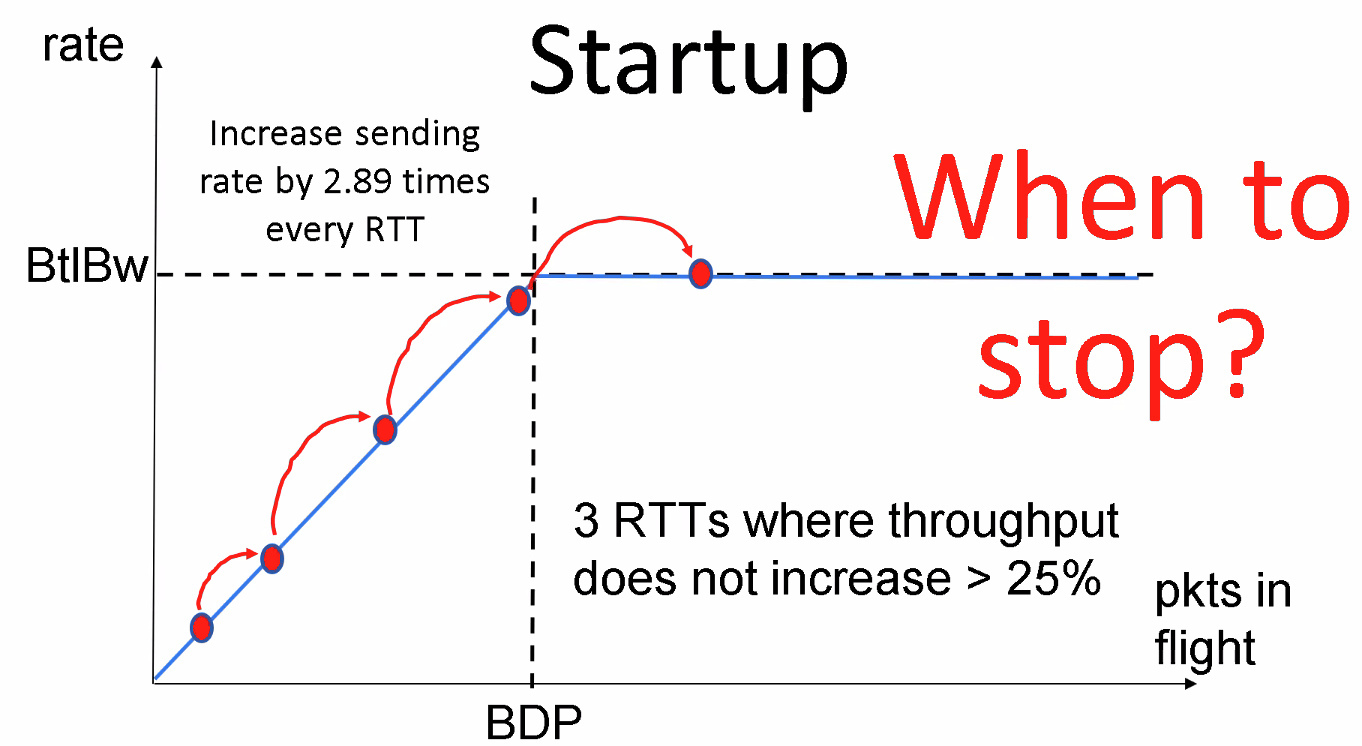 rate
Startup
Increase sending
rate by 2.89 times
every RTT
When to
stop?
BtlBw
3 RTTs where throughput
does not increase > 25%
pkts in
flight
BDP